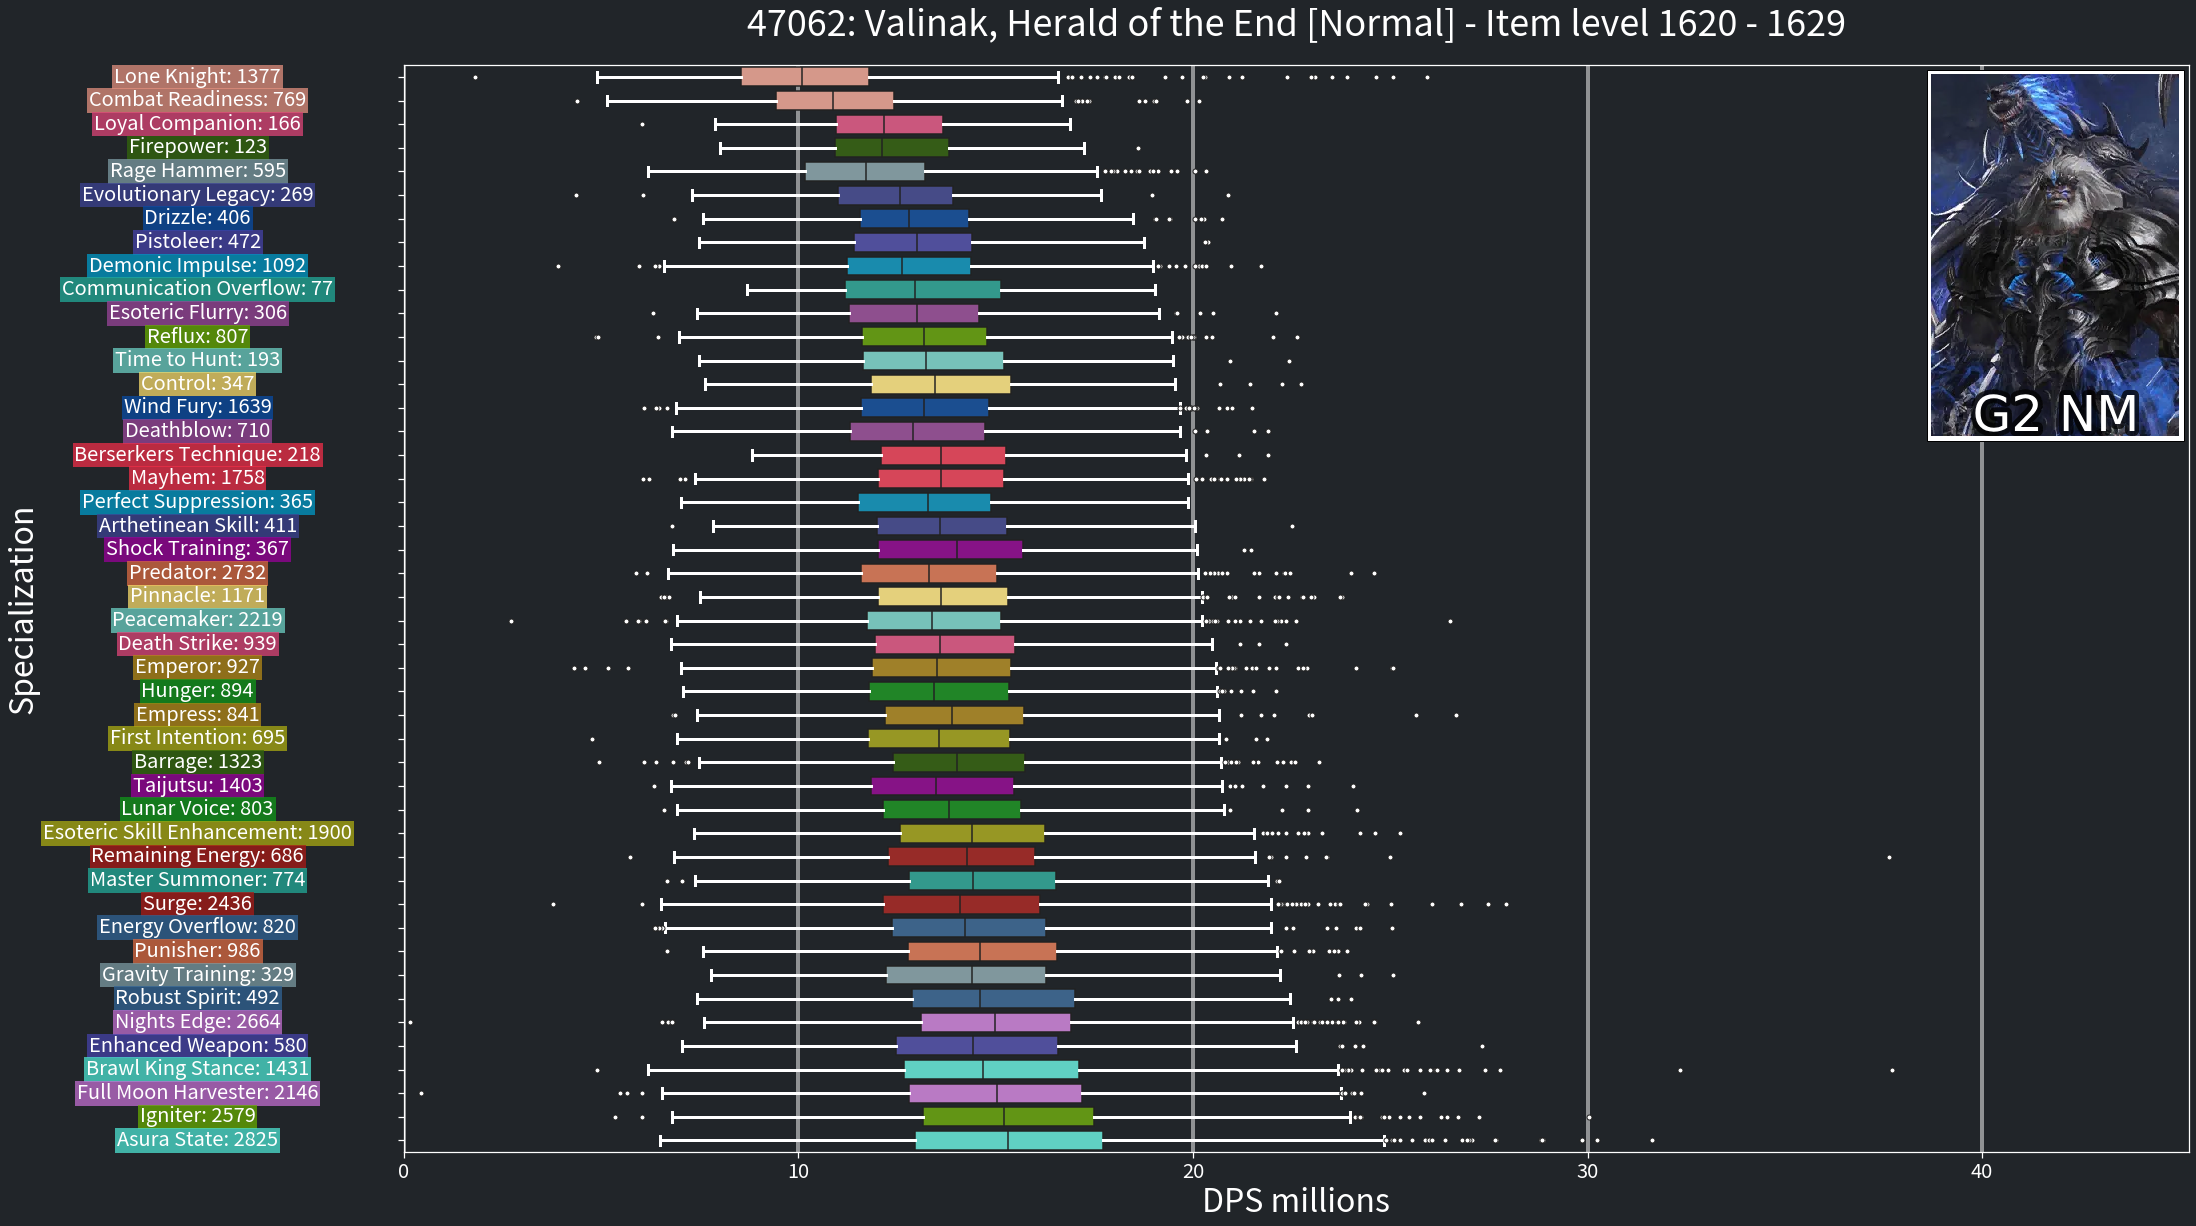 47062: Valinak, Herald of the End [Normal] - Item level 1620 - 1629
Lone Knight: 1377
Combat Readiness: 769
Loyal Companion: 166
Firepower: 123
Rage Hammer: 595
Evolutionary Legacy: 269
Drizzle: 406
Pistoleer: 472
Demonic Impulse: 1092
Communication Overflow: 77
Esoteric Flurry: 306
Reflux: 807
Time to Hunt: 193
Control: 347
Wind Fury: 1639
Deathblow: 710
Berserkers Technique: 218
Mayhem: 1758
Perfect Suppression: 365
Arthetinean Skill: 411
Shock Training: 367
Predator: 2732
Pinnacle: 1171
Peacemaker: 2219
Death Strike: 939
Emperor: 927
Hunger: 894
Empress: 841
First Intention: 695
Barrage: 1323
Taijutsu: 1403
Lunar Voice: 803
Esoteric Skill Enhancement: 1900
Remaining Energy: 686
Master Summoner: 774
Surge: 2436
Energy Overflow: 820
Punisher: 986
Gravity Training: 329
Robust Spirit: 492
Nights Edge: 2664
Enhanced Weapon: 580
Brawl King Stance: 1431
Full Moon Harvester: 2146
Igniter: 2579
Asura State: 2825
Specialization
G2 NM
0 10 20 30 40
DPS millions